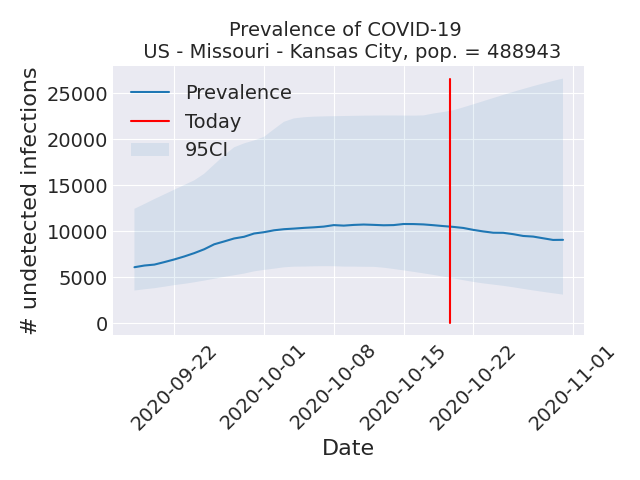 Prevalence of COVID-19
US - Missouri - Kansas City, pop. = 488943
# undetected infections
25000
20000
15000
10000
5000
0
Prevalence
Today
95CI
2020-09-22
2020-10-01
2020-10-08
2020-10-15
2020-10-22
2020-11-01
Date